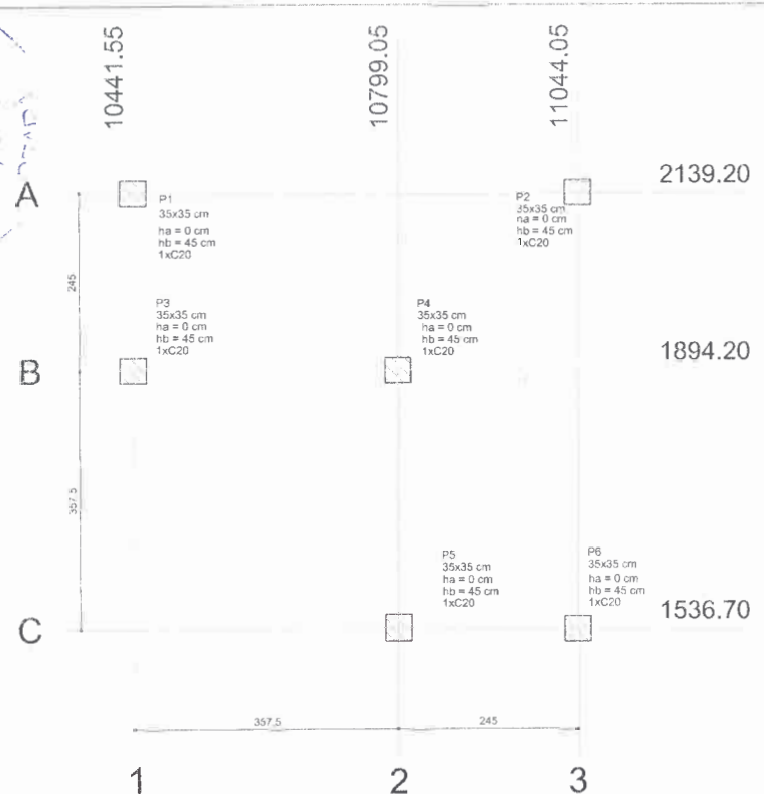 10441.55
10799.05
11044.05
A
2139.20
P1
35x35 cm
ha = 0 cm
hb = 45 cm
1xC20
P2
35x35 cm
ha = 0 cm
hb = 45 cm
1xC20
245
P3
35x35 cm
ha = 0 cm
hb = 45 cm
1xC20
P4
35x35 cm
ha = 0 cm
hb = 45 cm
1xC20
B
1894.20
357.5
P5
35x35 cm
ha = 0 cm
hb = 45 cm
1xC20
P6
35x35 cm
ha = 0 cm
hb = 45 cm
1xC20
C
1536.70
357.5
245
1
2
3